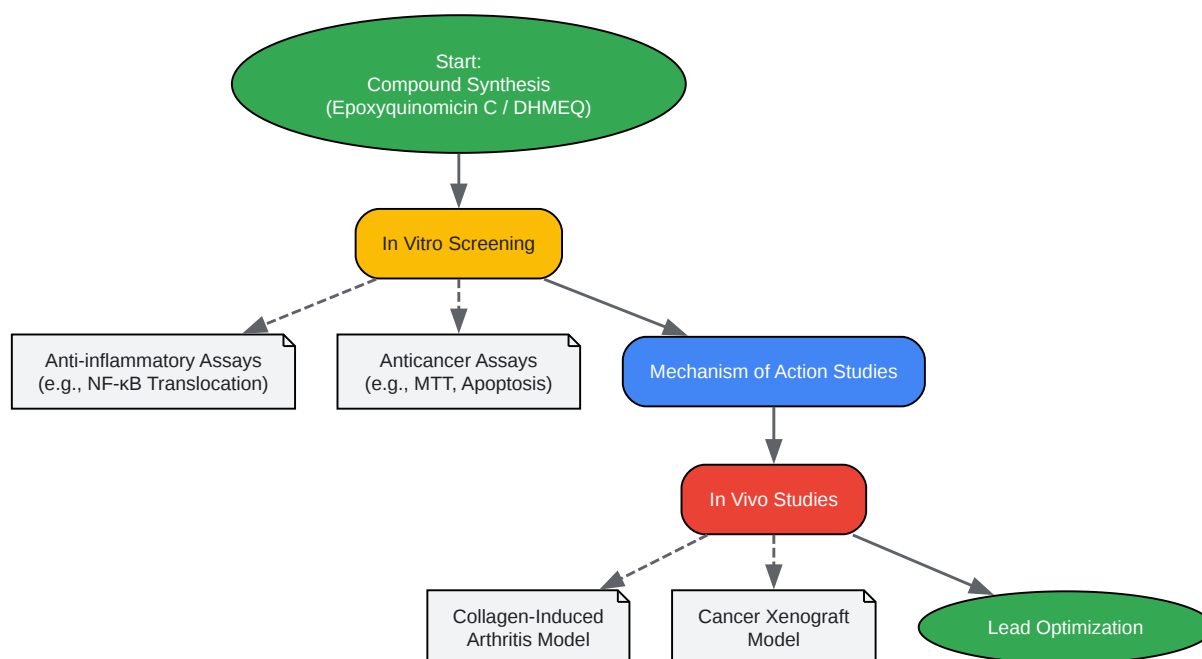 Start:
Compound Synthesis
(Epoxyquinomicin C / DHMEQ)
In Vitro Screening
Anti-inflammatory Assays
(e.g., NF-κB Translocation)
Anticancer Assays
(e.g., MTT, Apoptosis)
Mechanism of Action Studies
In Vivo Studies
Collagen-Induced
Arthritis Model
Cancer Xenograft
Model
Lead Optimization